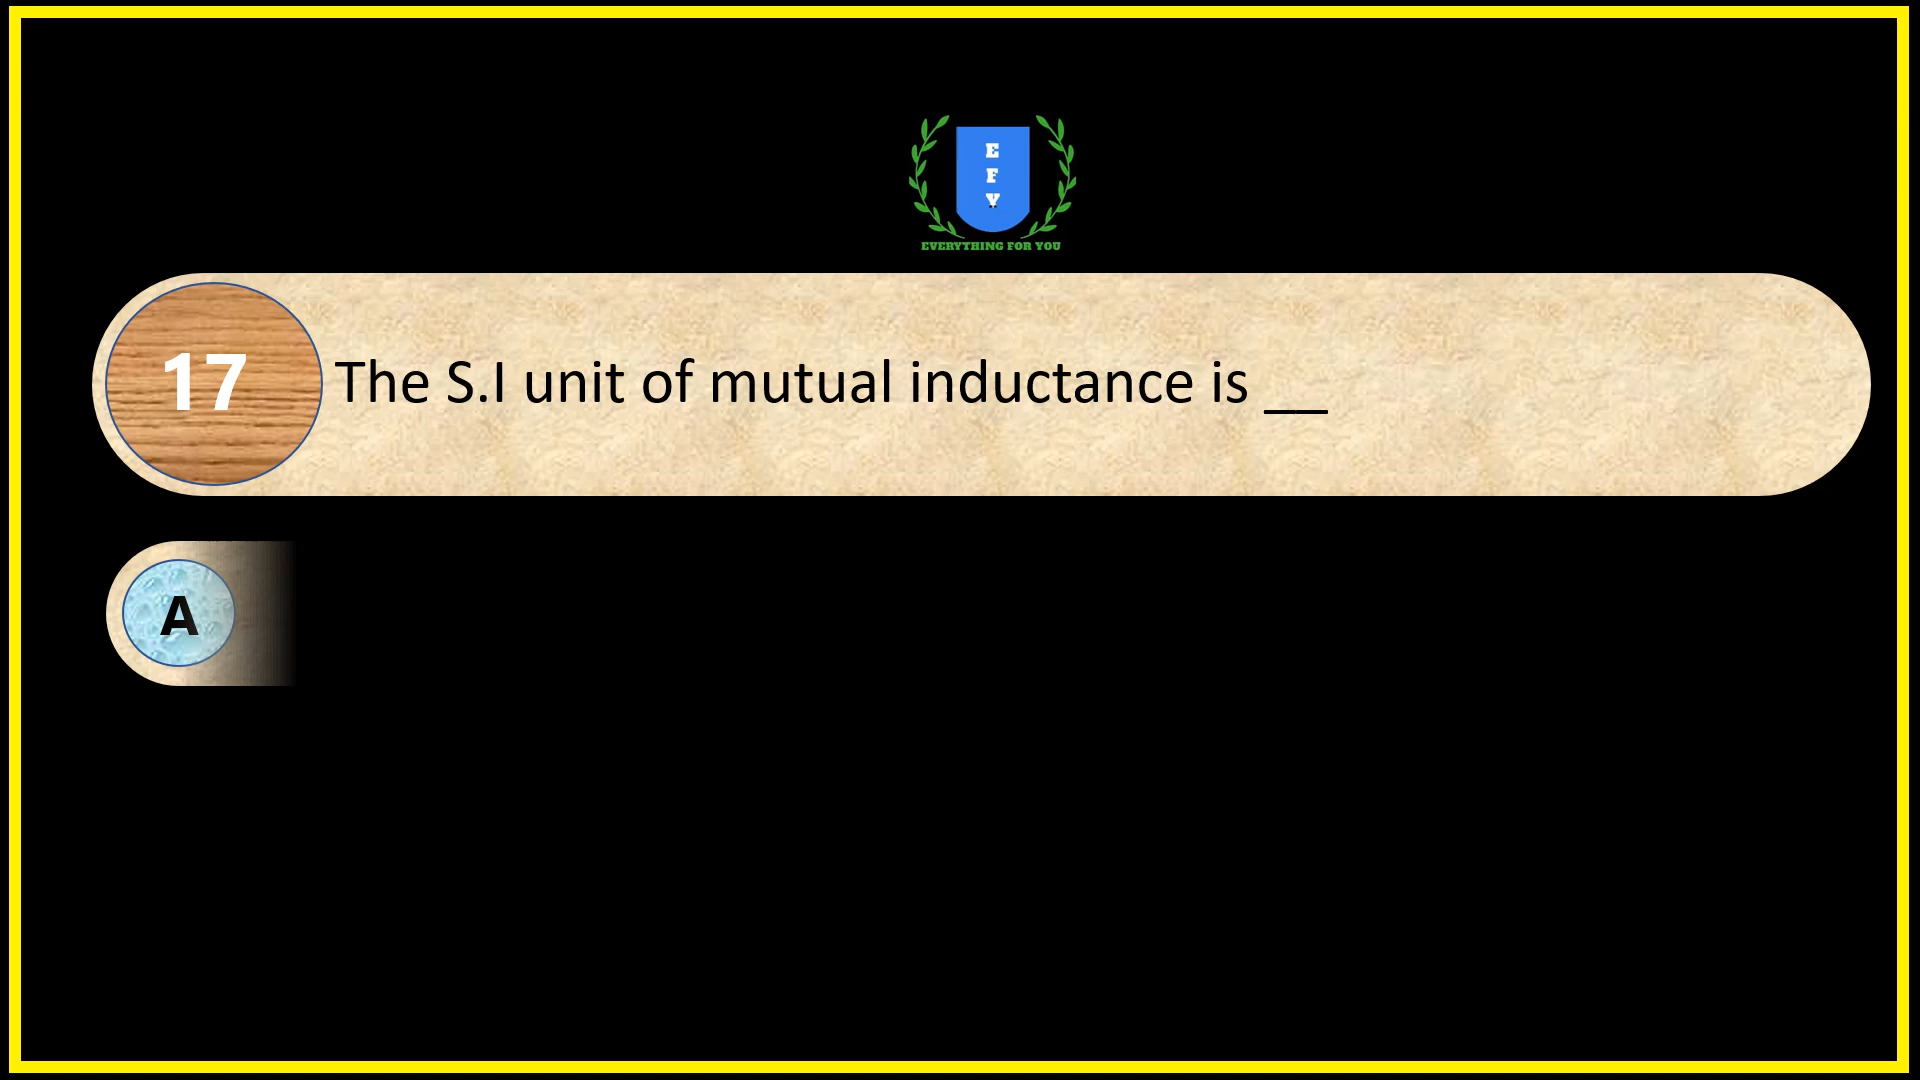 E
F
Y
EVERYTHING FOR YOU
17
The S.I unit of mutual inductance is __
A